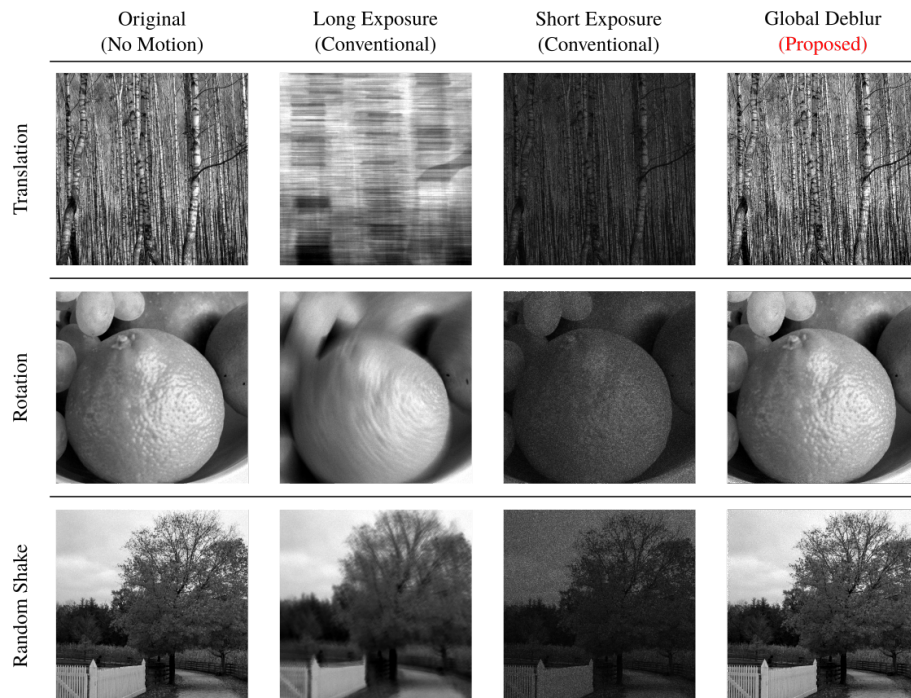 Original
(No Motion)
Long Exposure
(Conventional)
Short Exposure
(Conventional)
Global Deblur
(Proposed)
Translation
Rotation
Random Shake